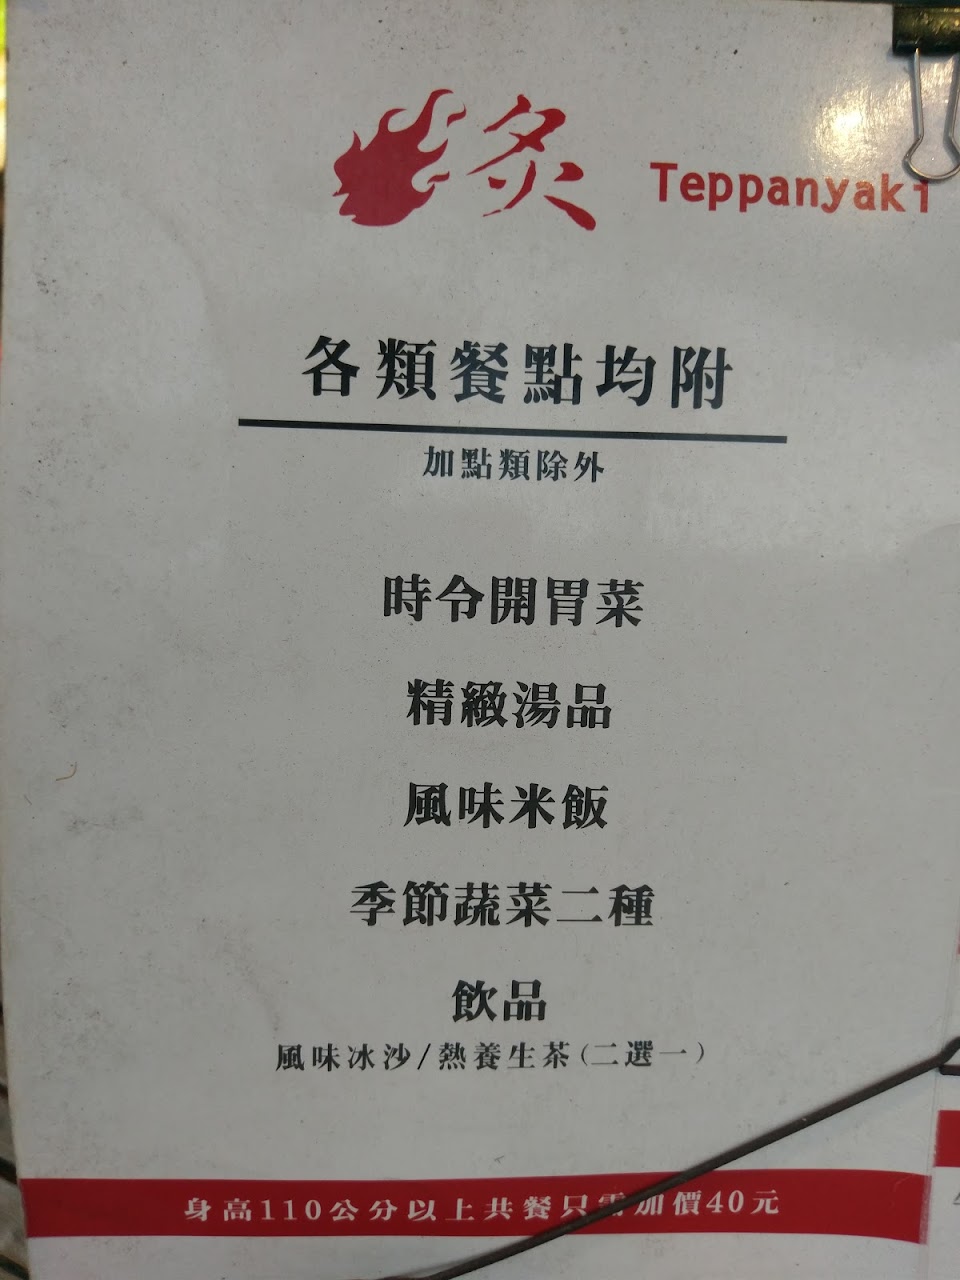 炙 Teppanyaki
各類餐點均附
加點類除外
時令開胃菜
精緻湯品
風味米飯
季節蔬菜二種
飲品
風味冰沙/熱養生茶(二選一)
身高110公分以上共餐只需加價40元